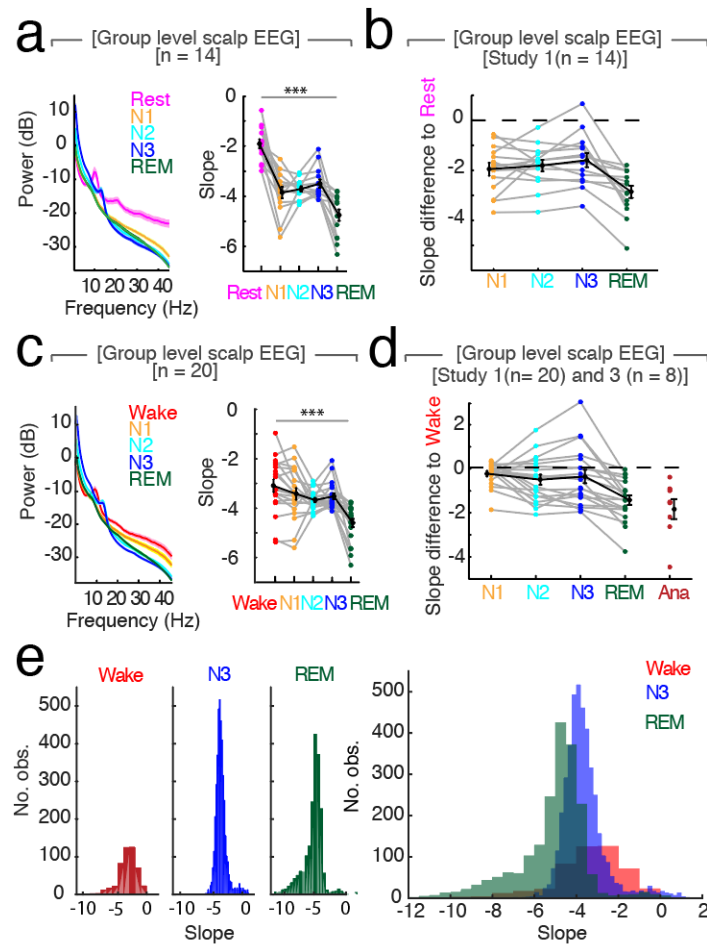 a
[Group level scalp EEG]
[n = 14]
Power (dB)
10
0
-10
-20
-30
Rest
N1
N2
N3
REM
10 20 30 40
Frequency (Hz)
Slope
0
-2
-4
-6
***
Rest N1 N2 N3 REM
b
[Group level scalp EEG]
[Study 1(n = 14)]
Slope difference to Rest
0
-2
-4
N1 N2 N3 REM
c
[Group level scalp EEG]
[n = 20]
Power (dB)
10
0
-10
-20
-30
Wake
N1
N2
N3
REM
10 20 30 40
Frequency (Hz)
Slope
0
-2
-4
-6
***
Wake N1 N2 N3 REM
d
[Group level scalp EEG]
[Study 1(n= 20) and 3 (n = 8)]
Slope difference to Wake
2
0
-2
-4
N1 N2 N3 REM Ana
e
Wake N3 REM
No. obs.
500
400
300
200
100
0
-10 -5 0 -10 -5 0 -10 -5 0
Slope
No. obs.
500
400
300
200
100
0
Wake
N3
REM
-12 -10 -8 -6 -4 -2 0 2
Slope